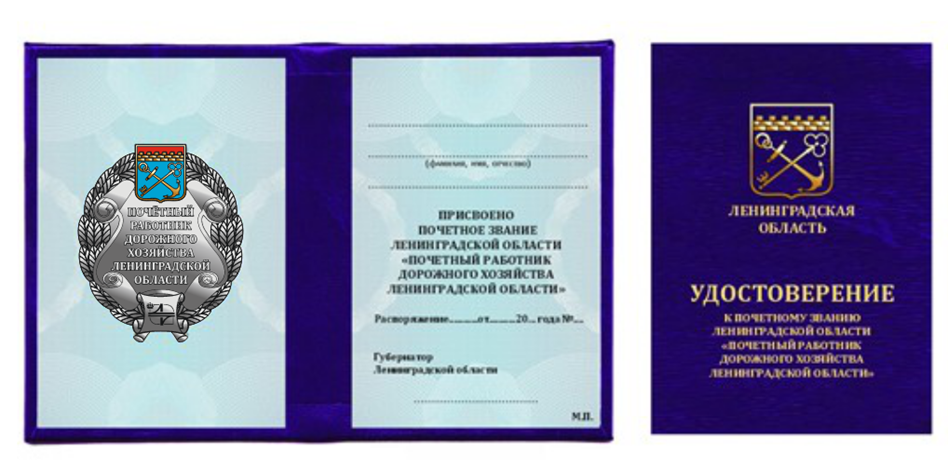 ПОЧЁТНЫЙ
РАБОТНИК
ДОРОЖНОГО
ХОЗЯЙСТВА
ЛЕНИНГРАДСКОЙ
ОБЛАСТИ
(фамилия, имя, отчество)
ПРИСВОЕНО
ПОЧЕТНОЕ ЗВАНИЕ
ЛЕНИНГРАДСКОЙ ОБЛАСТИ
«ПОЧЕТНЫЙ РАБОТНИК
ДОРОЖНОГО ХОЗЯЙСТВА
ЛЕНИНГРАДСКОЙ ОБЛАСТИ»
Распоряжение..........от..........20... года №....
Губернатор
Ленинградской области
М.П.
ЛЕНИНГРАДСКАЯ
ОБЛАСТЬ
УДОСТОВЕРЕНИЕ
К ПОЧЕТНОМУ ЗВАНИЮ
ЛЕНИНГРАДСКОЙ ОБЛАСТИ
«ПОЧЕТНЫЙ РАБОТНИК
ДОРОЖНОГО ХОЗЯЙСТВА
ЛЕНИНГРАДСКОЙ ОБЛАСТИ»